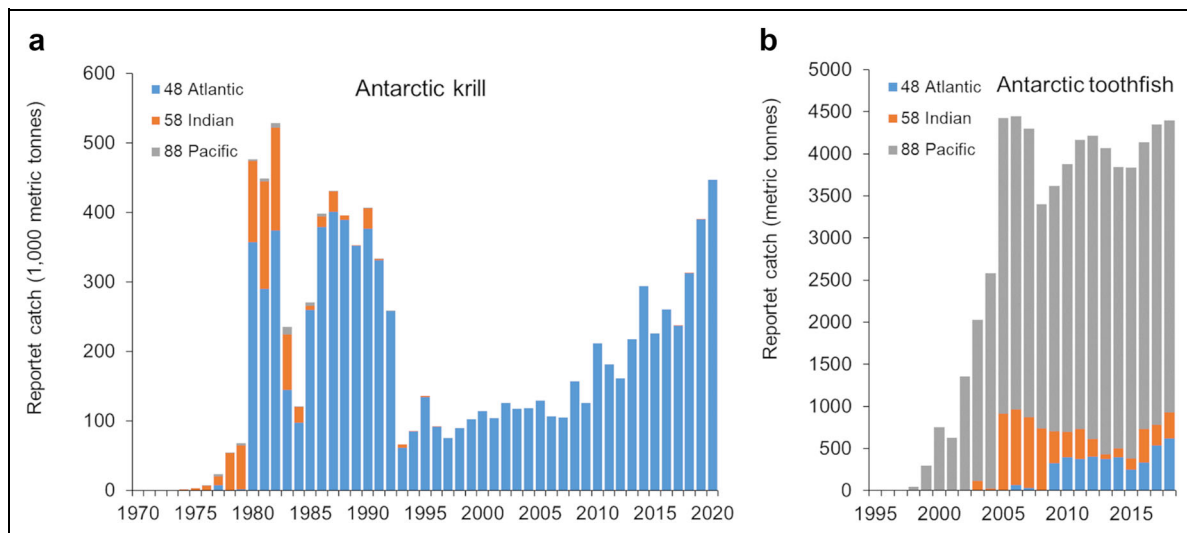 a
Antarctic krill
48 Atlantic
58 Indian
88 Pacific
Reportet catch (1,000 metric tonnes)
600
500
400
300
200
100
0
1970 1975 1980 1985 1990 1995 2000 2005 2010 2015 2020
b
Antarctic toothfish
48 Atlantic
58 Indian
88 Pacific
Reportet catch (metric tonnes)
5000
4500
4000
3500
3000
2500
2000
1500
1000
500
0
1995 2000 2005 2010 2015